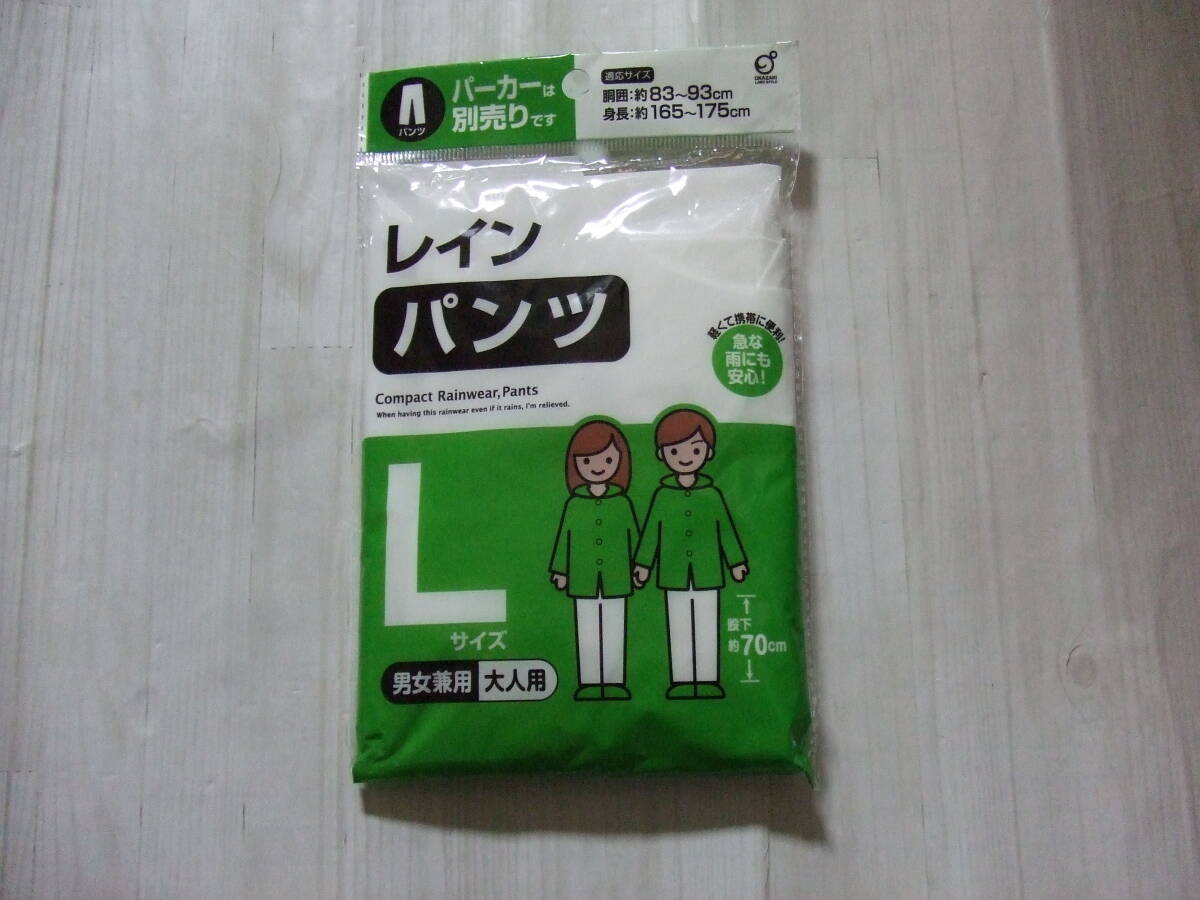 パンツ
パーカーは
別売りです
適応サイズ
胴囲:約83~93cm
身長:約165~175cm
OKAZAKI
レイン
パンツ
軽くて携帯に便利!
急な
雨にも
安心!
Compact Rainwear,Pants
When having this rainwear even if it rains, I'm relieved.
L
サイズ
男女兼用 大人用
股下
約70cm